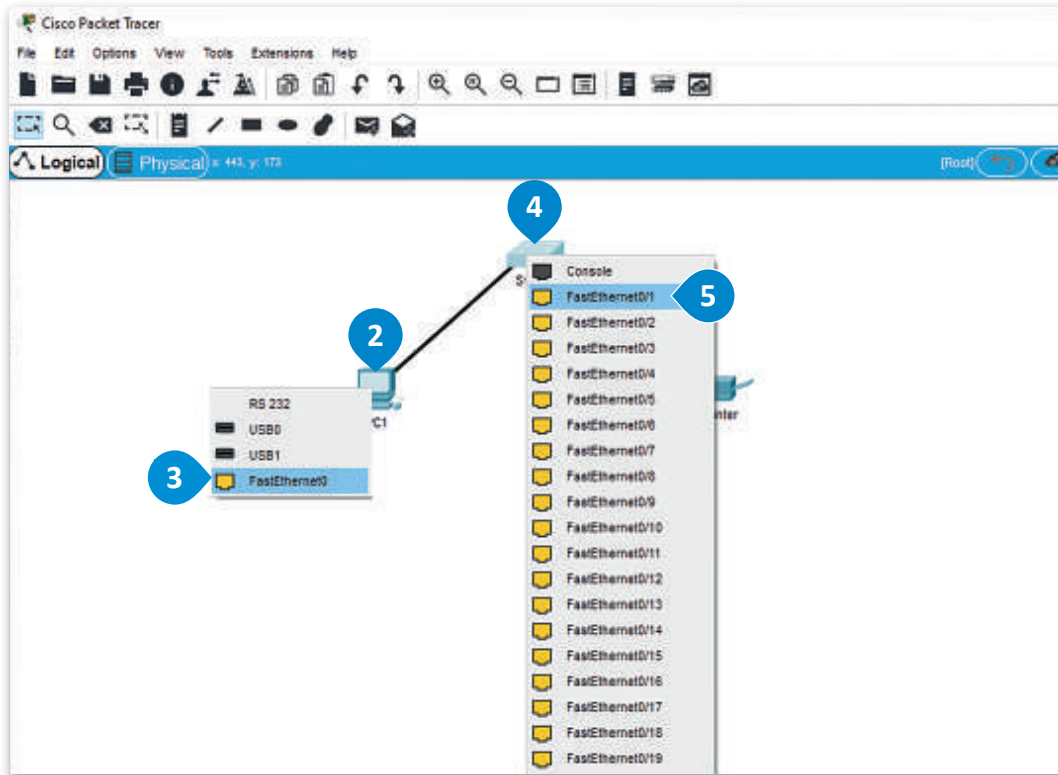 Cisco Packet Tracer
File Edit Options View Tools Extensions Help
Logical Physical x: 443, y: 173 [Root]
4
Console
FastEthernet0/1 5
FastEthernet0/2
2
FastEthernet0/3
FastEthernet0/4
RS 232 FastEthernet0/5
USB0 C1 FastEthernet0/6 nter
USB1 FastEthernet0/7
3 FastEthernet0 FastEthernet0/8
FastEthernet0/9
FastEthernet0/10
FastEthernet0/11
FastEthernet0/12
FastEthernet0/13
FastEthernet0/14
FastEthernet0/15
FastEthernet0/16
FastEthernet0/17
FastEthernet0/18
FastEthernet0/19